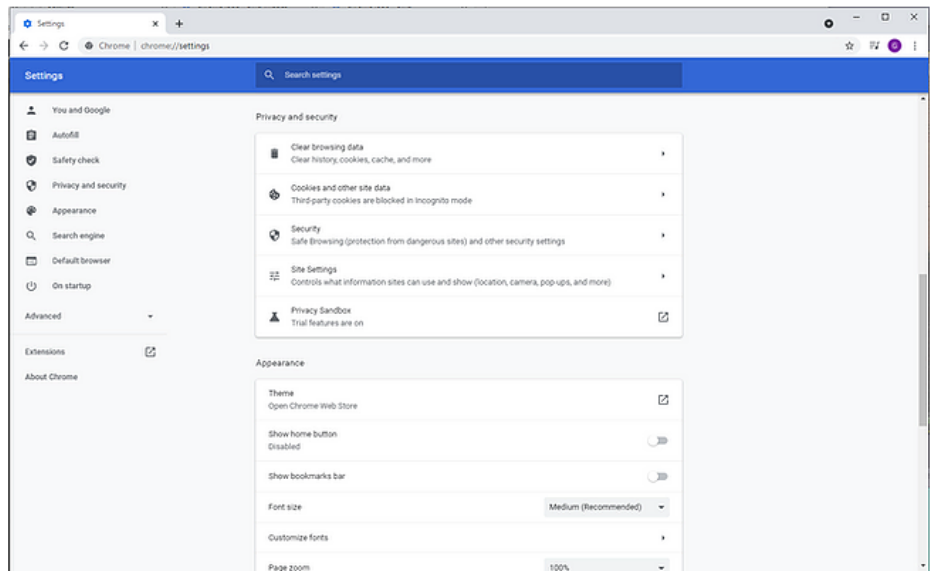 Settings
Chrome | chrome://settings
G
Settings
Search settings
You and Google
Autofill
Safety check
Privacy and security
Appearance
Search engine
Default browser
On startup
Advanced
Extensions
About Chrome
Privacy and security
Clear browsing data
Clear history, cookies, cache, and more
Cookies and other site data
Third-party cookies are blocked in Incognito mode
Security
Safe Browsing (protection from dangerous sites) and other security settings
Site Settings
Controls what information sites can use and show (location, camera, pop-ups, and more)
Privacy Sandbox
Trial features are on
Appearance
Theme
Open Chrome Web Store
Show home button
Disabled
Show bookmarks bar
Font size Medium (Recommended)
Customize fonts
Page zoom 100%